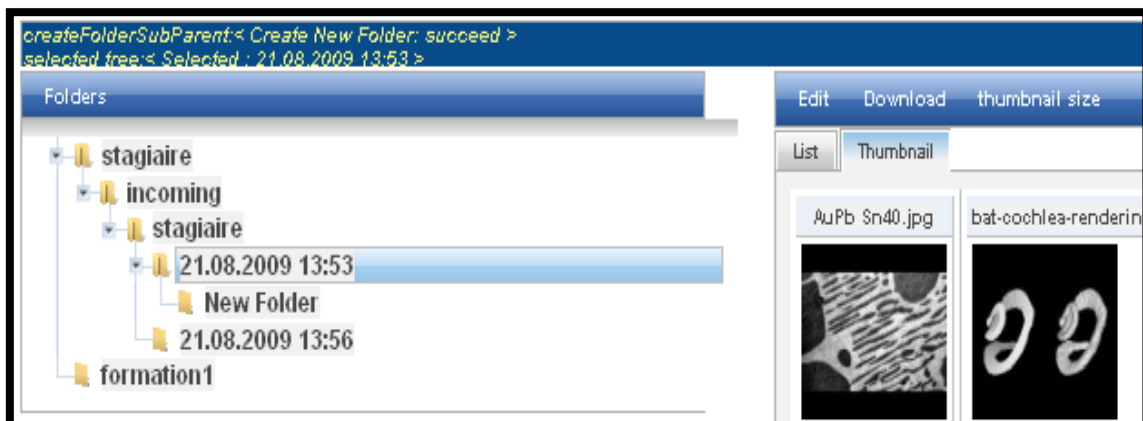 createFolderSubParent:< Create New Folder: succeed >
selected tree:< Selected : 21.08.2009 13:53 >
Folders
stagiaire
incoming
stagiaire
21.08.2009 13:53
New Folder
21.08.2009 13:56
formation1
Edit Download thumbnail size
List Thumbnail
AuPb Sn40.jpg bat-cochlea-renderin